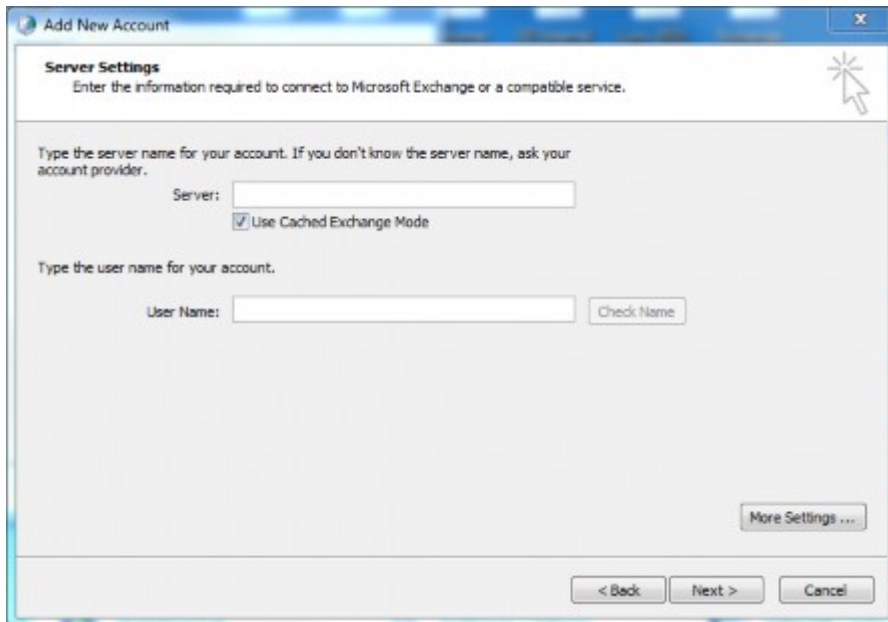 Add New Account
Server Settings
Enter the information required to connect to Microsoft Exchange or a compatible service.
Type the server name for your account. If you don't know the server name, ask your
account provider.
Server:
Use Cached Exchange Mode
Type the user name for your account.
User Name:
Check Name
More Settings ...
< Back
Next >
Cancel